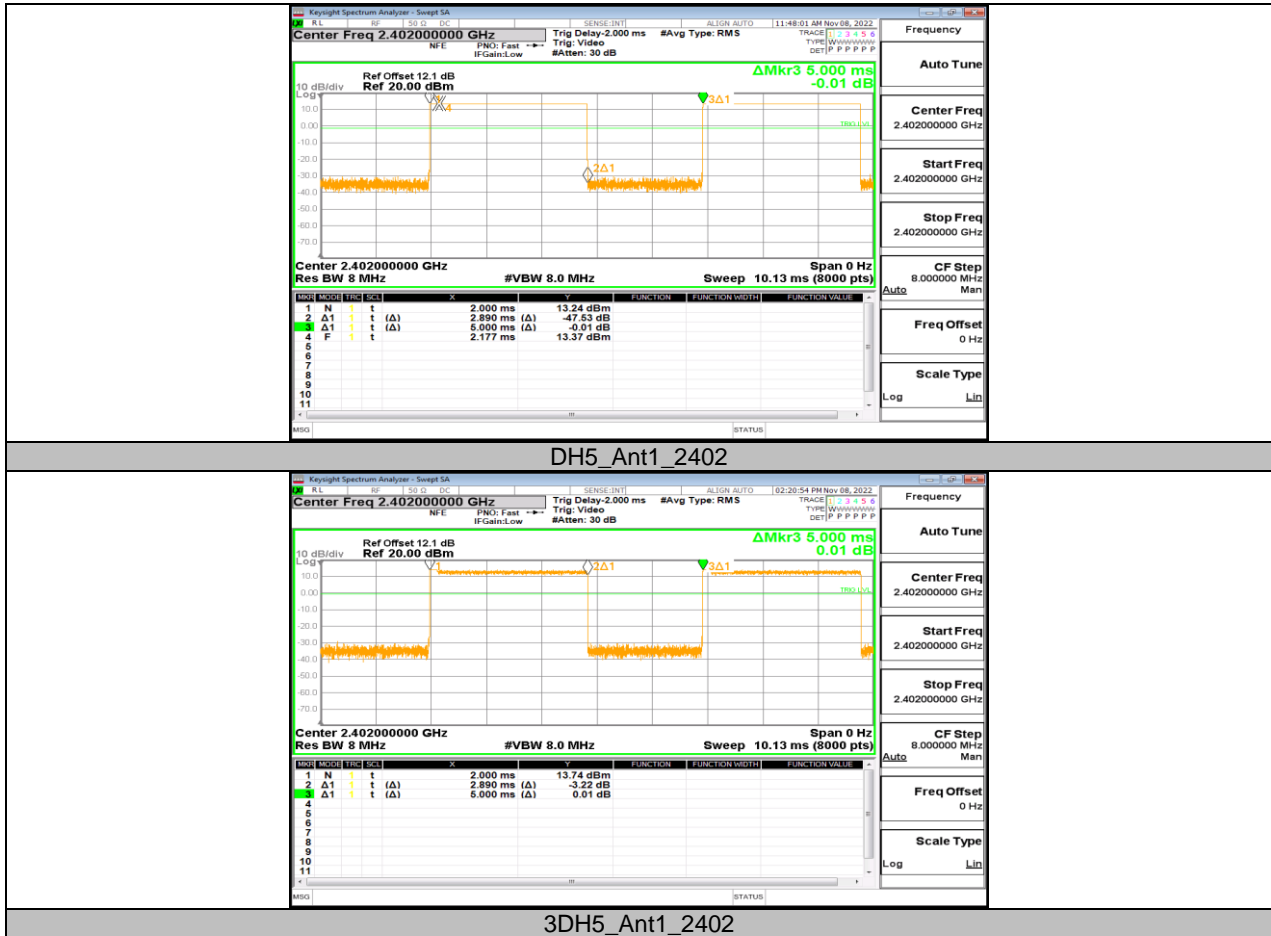 Keysight Spectrum Analyzer - Swept SA
RL RF 50 Ω DC SENSE:INT ALIGN AUTO 11:48:01 AM Nov 08, 2022
Center Freq 2.402000000 GHz
NFE PNO: Fast IFGain:Low
Trig Delay-2.000 ms #Avg Type: RMS
Trig: Video
#Atten: 30 dB
TRACE 1 2 3 4 5 6
TYPE WWWWWW
DET P P P P P P
Ref Offset 12.1 dB
10 dB/div Ref 20.00 dBm
Log
ΔMkr3 5.000 ms
-0.01 dB
10.0
0.00
-10.0
-20.0
-30.0
-40.0
-50.0
-60.0
-70.0
4
3Δ1
2Δ1
TRIG LVL
Center 2.402000000 GHz Span 0 Hz
Res BW 8 MHz #VBW 8.0 MHz Sweep 10.13 ms (8000 pts)
MKR MODE TRC SCL X Y FUNCTION FUNCTION WIDTH FUNCTION VALUE
1 N 1 t 2.000 ms 13.24 dBm
2 Δ1 1 t (Δ) 2.890 ms (Δ) -47.53 dB
3 Δ1 1 t (Δ) 5.000 ms (Δ) -0.01 dB
4 F 1 t 2.177 ms 13.37 dBm
5
6
7
8
9
10
11
MSG STATUS
Frequency
Auto Tune
Center Freq
2.402000000 GHz
Start Freq
2.402000000 GHz
Stop Freq
2.402000000 GHz
CF Step
8.000000 MHz
Auto Man
Freq Offset
0 Hz
Scale Type
Log Lin
DH5_Ant1_2402
Keysight Spectrum Analyzer - Swept SA
RL RF 50 Ω DC SENSE:INT ALIGN AUTO 02:20:54 PM Nov 08, 2022
Center Freq 2.402000000 GHz
NFE PNO: Fast IFGain:Low
Trig Delay-2.000 ms #Avg Type: RMS
Trig: Video
#Atten: 30 dB
TRACE 1 2 3 4 5 6
TYPE WWWWWW
DET P P P P P P
Ref Offset 12.1 dB
10 dB/div Ref 20.00 dBm
Log
ΔMkr3 5.000 ms
0.01 dB
10.0
0.00
-10.0
-20.0
-30.0
-40.0
-50.0
-60.0
-70.0
1
2Δ1
3Δ1
TRIG LVL
Center 2.402000000 GHz Span 0 Hz
Res BW 8 MHz #VBW 8.0 MHz Sweep 10.13 ms (8000 pts)
MKR MODE TRC SCL X Y FUNCTION FUNCTION WIDTH FUNCTION VALUE
1 N 1 t 2.000 ms 13.74 dBm
2 Δ1 1 t (Δ) 2.890 ms (Δ) -3.22 dB
3 Δ1 1 t (Δ) 5.000 ms (Δ) 0.01 dB
4
5
6
7
8
9
10
11
MSG STATUS
Frequency
Auto Tune
Center Freq
2.402000000 GHz
Start Freq
2.402000000 GHz
Stop Freq
2.402000000 GHz
CF Step
8.000000 MHz
Auto Man
Freq Offset
0 Hz
Scale Type
Log Lin
3DH5_Ant1_2402